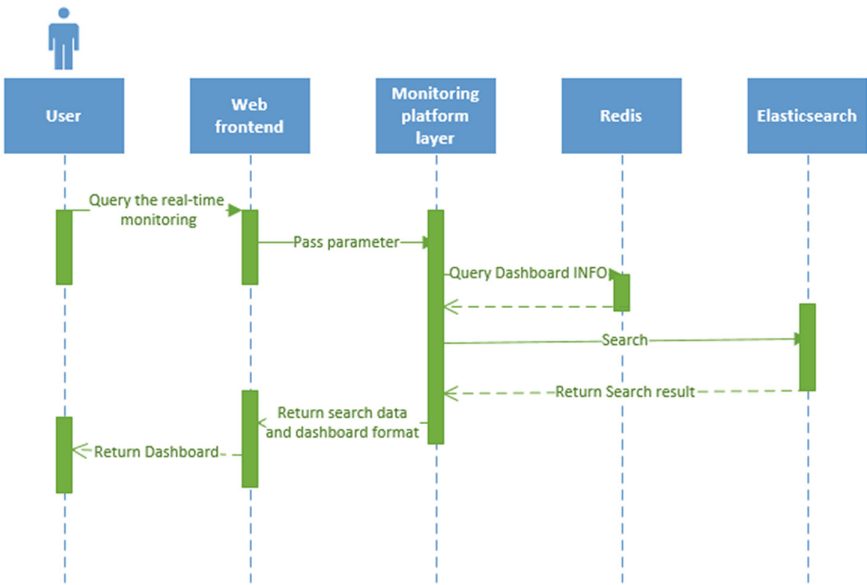 User
Web
frontend
Monitoring
platform
layer
Redis
Elasticsearch
Query the real-time
monitoring
Pass parameter
Query Dashboard INFO
Search
Return Search result
Return search data
and dashboard format
Return Dashboard